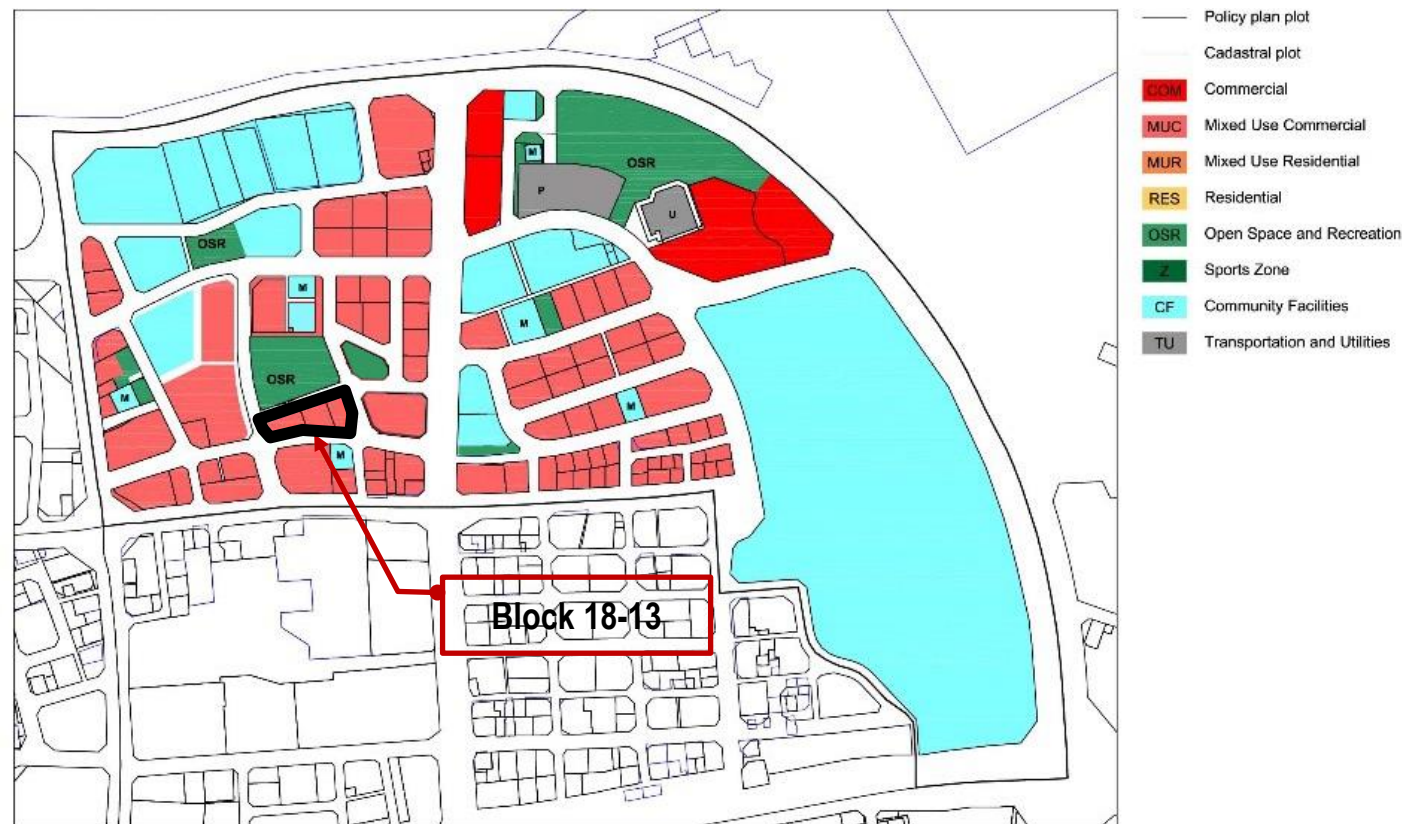 Policy plan plot
Cadastral plot
COM Commercial
MUC Mixed Use Commercial
MUR Mixed Use Residential
RES Residential
OSR Open Space and Recreation
Z Sports Zone
CF Community Facilities
TU Transportation and Utilities
M
OSR
P
U
OSR
M
M
OSR
M
M
M
Block 18-13